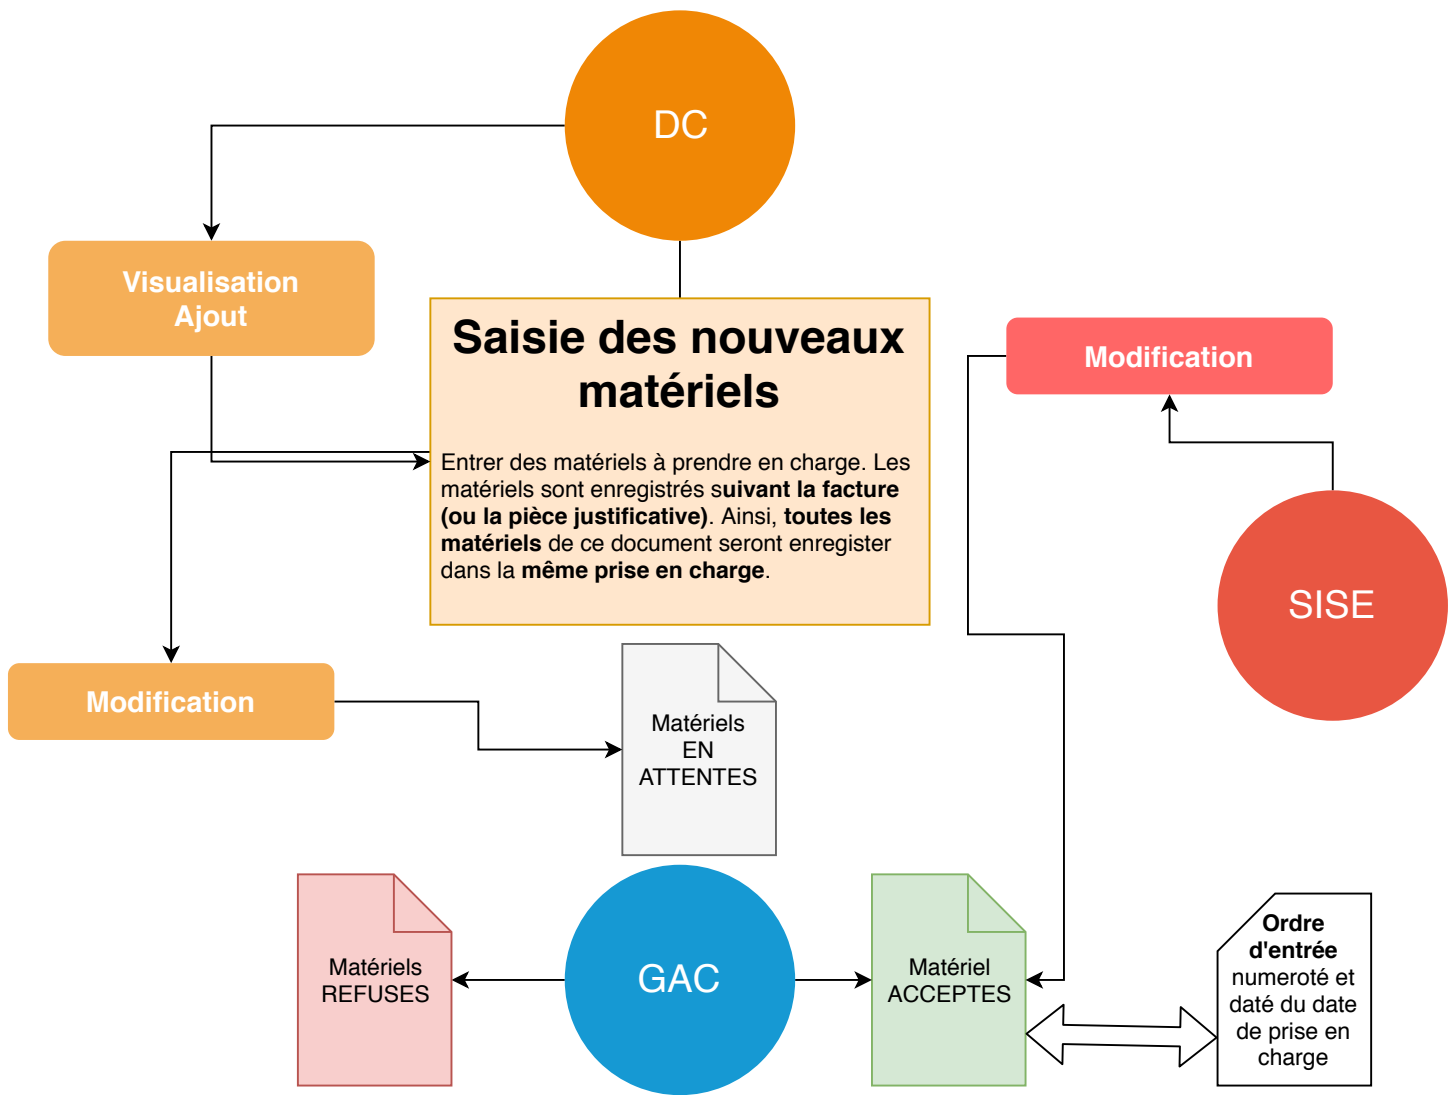 DC
Visualisation
Ajout
Saisie des nouveaux
matériels
Entrer des matériels à prendre en charge. Les
matériels sont enregistrés suivant la facture
(ou la pièce justificative). Ainsi, toutes les
matériels de ce document seront enregister
dans la même prise en charge.
Modification
SISE
Modification
Matériels
EN
ATTENTES
Matériels
REFUSES
GAC
Matériel
ACCEPTES
Ordre
d'entrée
numeroté et
daté du date
de prise en
charge